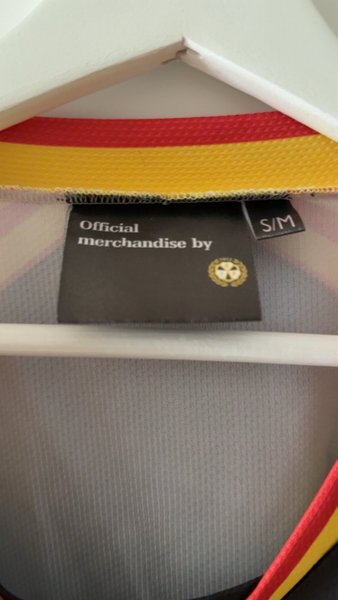 Official
merchandise by
S/M